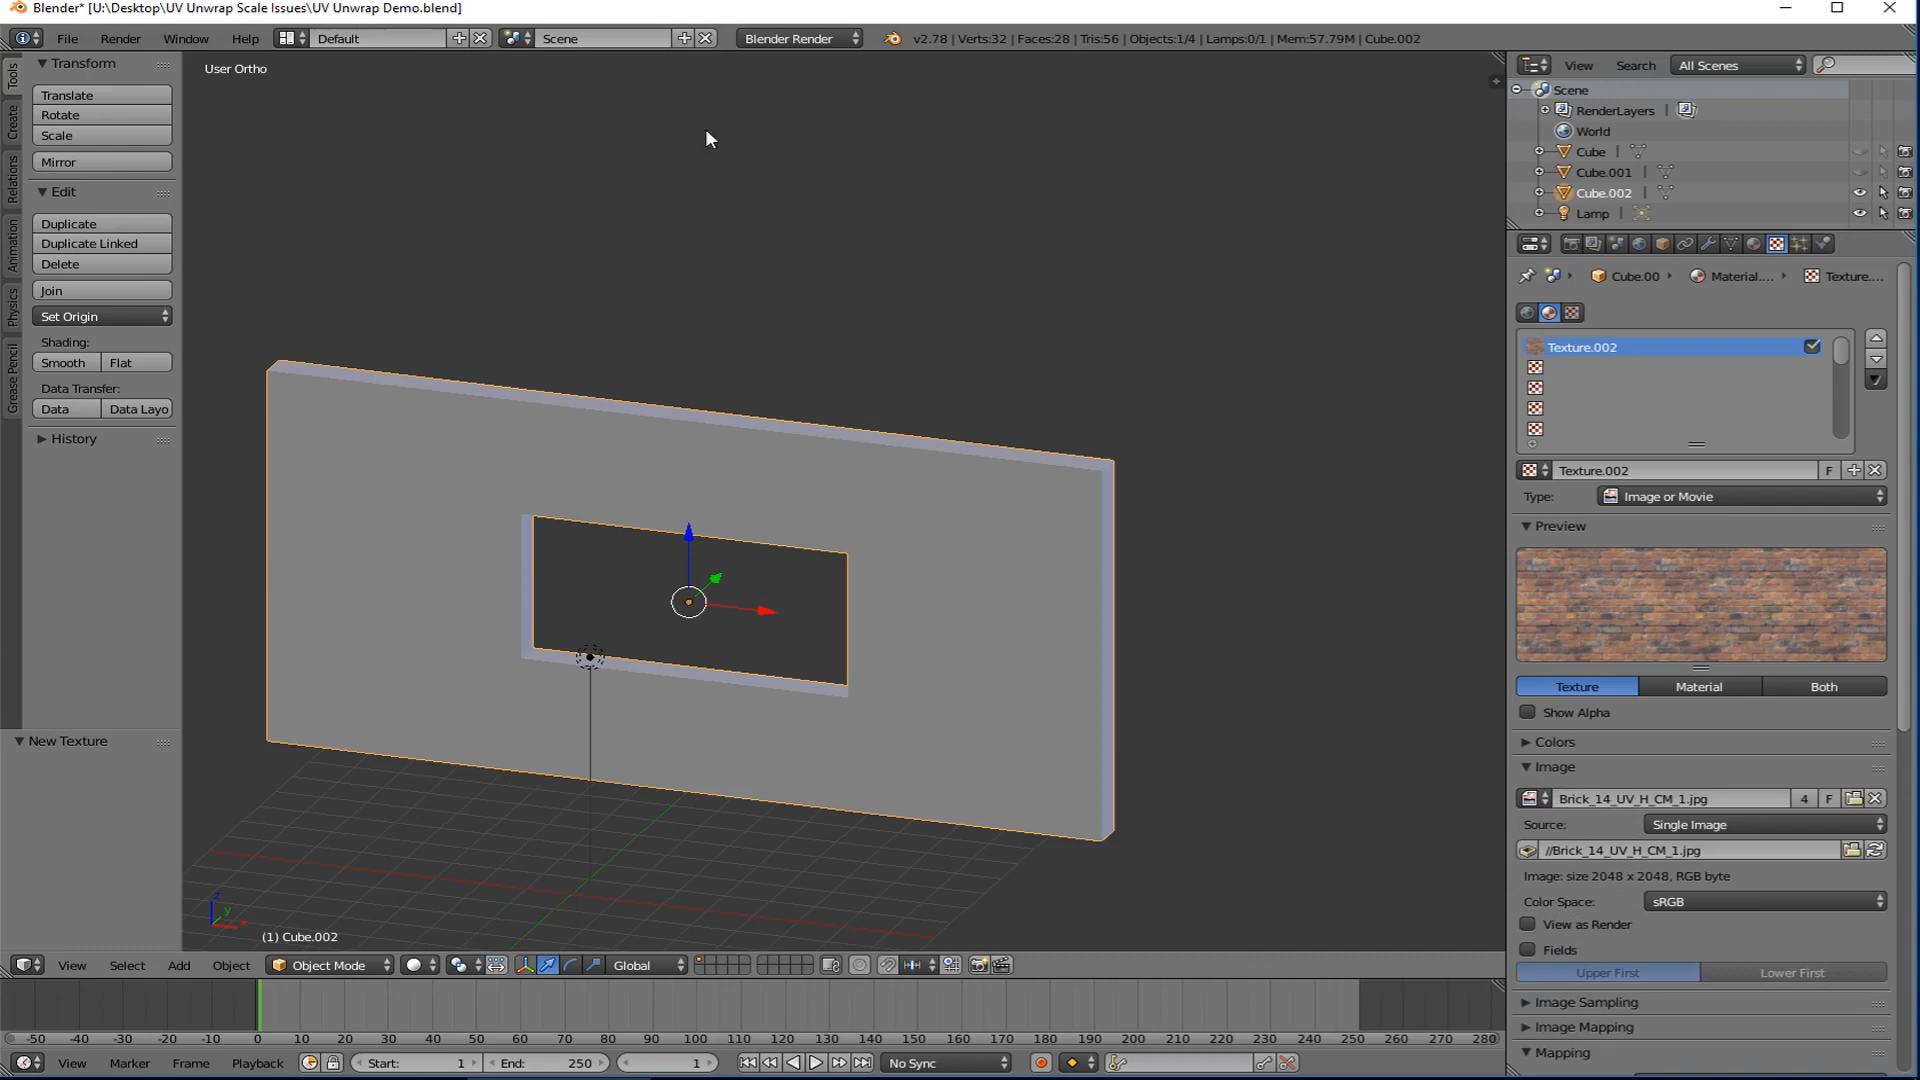 Blender* [U:\Desktop\UV Unwrap Scale Issues\UV Unwrap Demo.blend]
File Render Window Help Default Scene Blender Render v2.78 | Verts:32 | Faces:28 | Tris:56 | Objects:1/4 | Lamps:0/1 | Mem:57.79M | Cube.002
Tools
Create
Relations
Animation
Physics
Grease Pencil
Transform
Translate
Rotate
Scale
Mirror
Edit
Duplicate
Duplicate Linked
Delete
Join
Set Origin
Shading:
Smooth Flat
Data Transfer:
Data Data Layo
History
New Texture
User Ortho
z
y
x
(1) Cube.002
View Search All Scenes
Scene
RenderLayers
World
Cube
Cube.001
Cube.002
Lamp
Cube.00 Material.... Texture....
Texture.002
Texture.002 F
Type: Image or Movie
Preview
Texture Material Both
Show Alpha
Colors
Image
Brick_14_UV_H_CM_1.jpg 4 F
Source: Single Image
//Brick_14_UV_H_CM_1.jpg
Image: size 2048 x 2048, RGB byte
Color Space: sRGB
View as Render
Fields
Upper First Lower First
Image Sampling
Image Mapping
Mapping
View Select Add Object Object Mode Global
-50 -40 -30 -20 -10 0 10 20 30 40 50 60 70 80 90 100 110 120 130 140 150 160 170 180 190 200 210 220 230 240 250 260 270 280
View Marker Frame Playback Start: 1 End: 250 1 No Sync